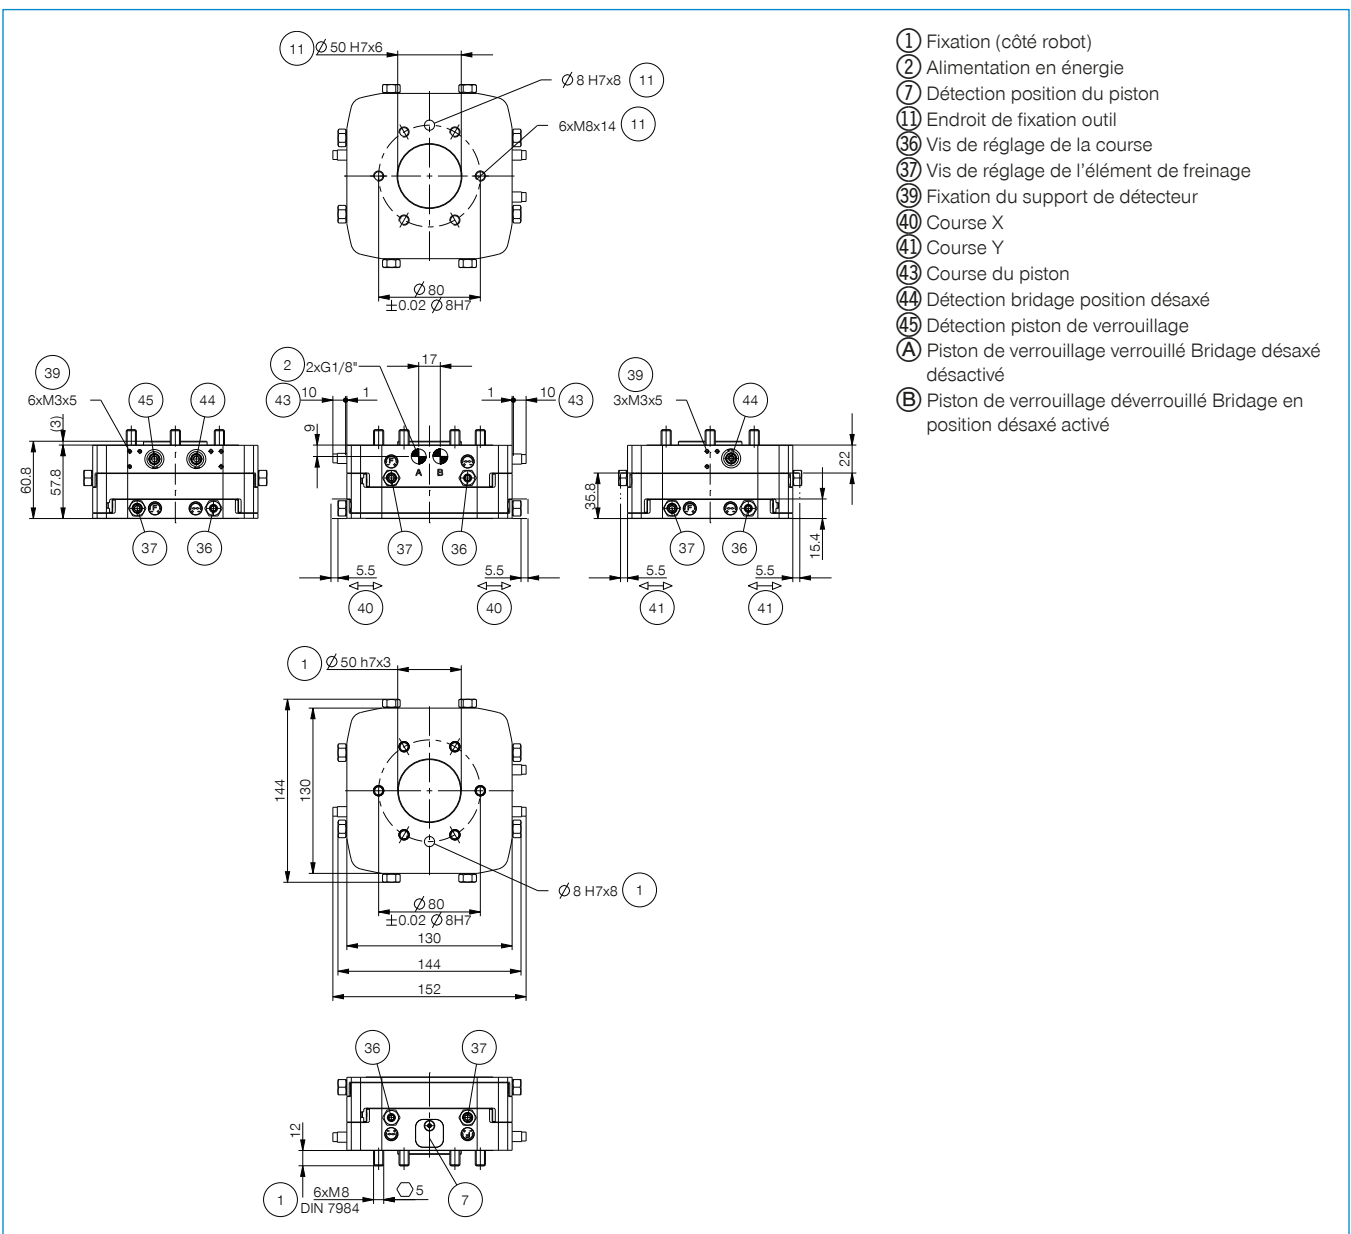 11 Ø 50 H7x6
Ø 8 H7x8 11
6xM8x14 11
Ø 80
±0.02 Ø 8H7
1 Fixation (côté robot)
2 Alimentation en énergie
7 Détection position du piston
11 Endroit de fixation outil
36 Vis de réglage de la course
37 Vis de réglage de l'élément de freinage
39 Fixation du support de détecteur
40 Course X
41 Course Y
43 Course du piston
44 Détection bridage position désaxé
45 Détection piston de verrouillage
A Piston de verrouillage verrouillé Bridage désaxé
désactivé
B Piston de verrouillage déverrouillé Bridage en
position désaxé activé
39
6xM3x5
45
44
(3)
60.8
57.8
37
36
2 2xG1/8"
17
43 10 1
1 10 43
9
A B
37
36
5.5
5.5
40
40
39
3xM3x5
44
22
35.8
15.4
37
36
5.5
5.5
41
41
1 Ø 50 h7x3
144
130
Ø 8 H7x8 1
Ø 80
±0.02 Ø 8H7
130
144
152
36
37
12
1 6xM8
DIN 7984
5
7